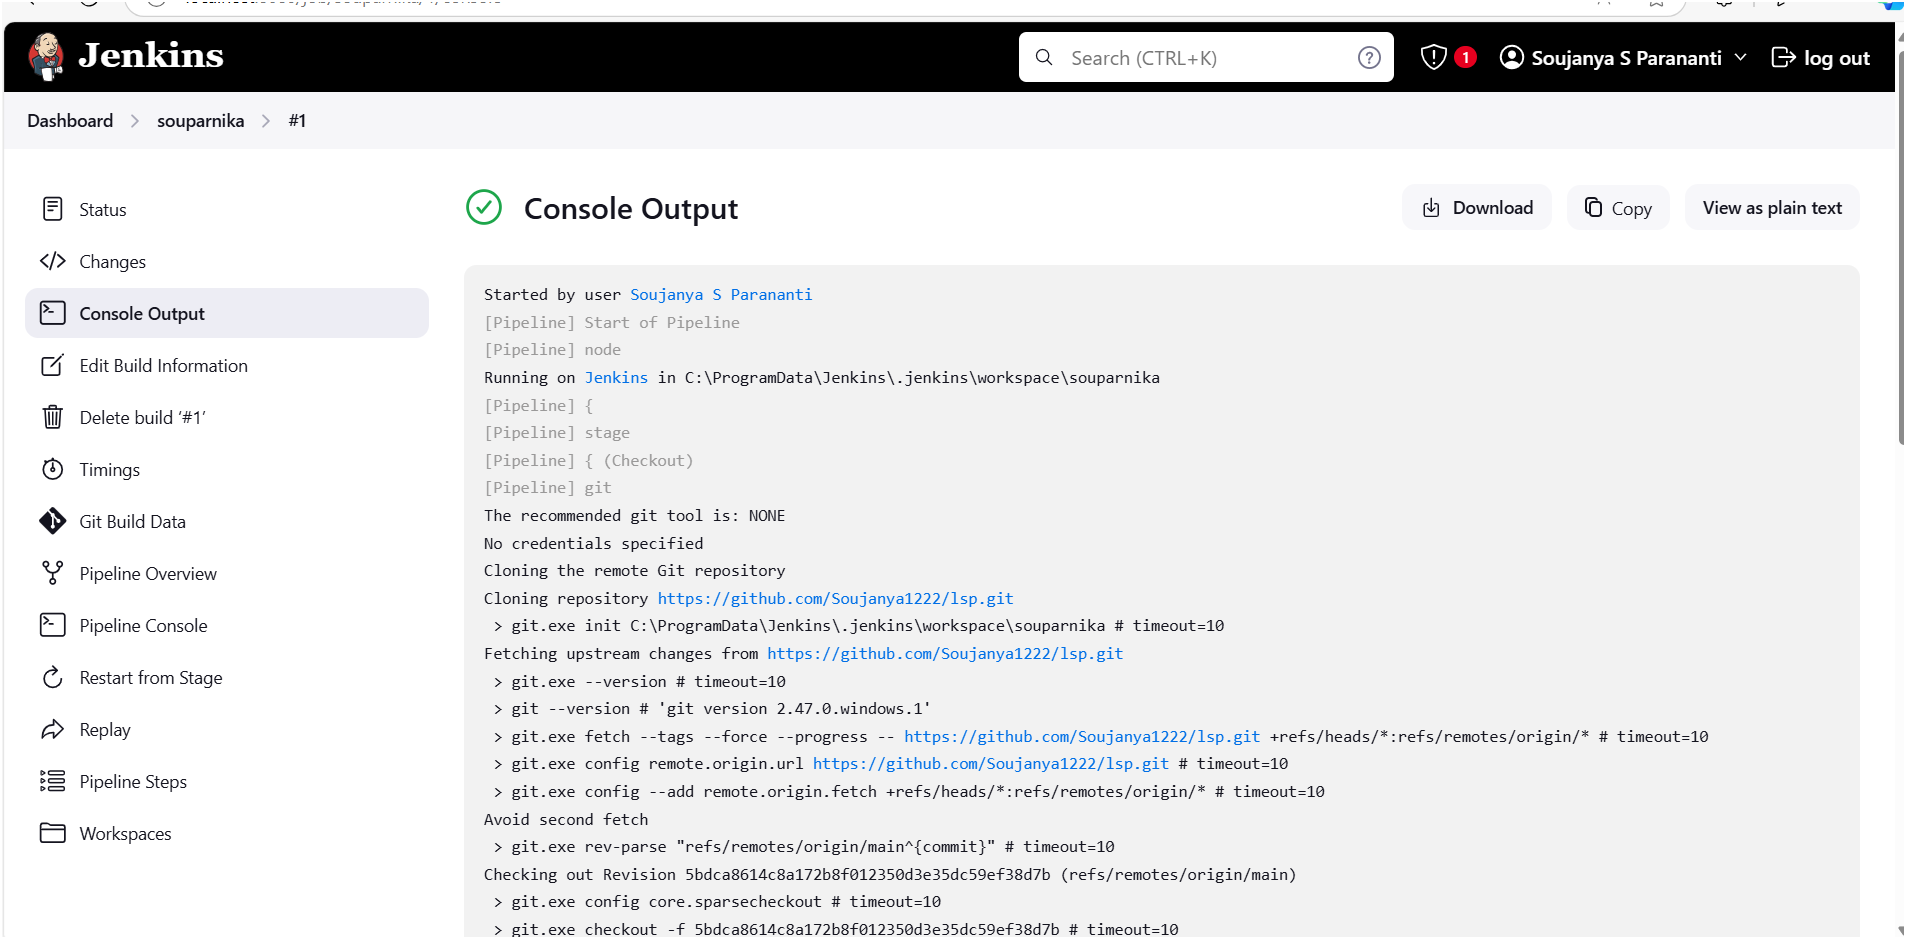 Jenkins
Search (CTRL+K)
1
Soujanya S Parananti
log out
Dashboard
souparnika
#1
Status
Changes
Console Output
Edit Build Information
Delete build ‘#1’
Timings
Git Build Data
Pipeline Overview
Pipeline Console
Restart from Stage
Replay
Pipeline Steps
Workspaces
Console Output
Download
Copy
View as plain text
Started by user Soujanya S Parananti
[Pipeline] Start of Pipeline
[Pipeline] node
Running on Jenkins in C:\ProgramData\Jenkins\.jenkins\workspace\souparnika
[Pipeline] {
[Pipeline] stage
[Pipeline] { (Checkout)
[Pipeline] git
The recommended git tool is: NONE
No credentials specified
Cloning the remote Git repository
Cloning repository https://github.com/Soujanya1222/lsp.git
> git.exe init C:\ProgramData\Jenkins\.jenkins\workspace\souparnika # timeout=10
Fetching upstream changes from https://github.com/Soujanya1222/lsp.git
> git.exe --version # timeout=10
> git --version # 'git version 2.47.0.windows.1'
> git.exe fetch --tags --force --progress -- https://github.com/Soujanya1222/lsp.git +refs/heads/*:refs/remotes/origin/* # timeout=10
> git.exe config remote.origin.url https://github.com/Soujanya1222/lsp.git # timeout=10
> git.exe config --add remote.origin.fetch +refs/heads/*:refs/remotes/origin/* # timeout=10
Avoid second fetch
> git.exe rev-parse "refs/remotes/origin/main^{commit}" # timeout=10
Checking out Revision 5bdca8614c8a172b8f012350d3e35dc59ef38d7b (refs/remotes/origin/main)
> git.exe config core.sparsecheckout # timeout=10
> git.exe checkout -f 5bdca8614c8a172b8f012350d3e35dc59ef38d7b # timeout=10